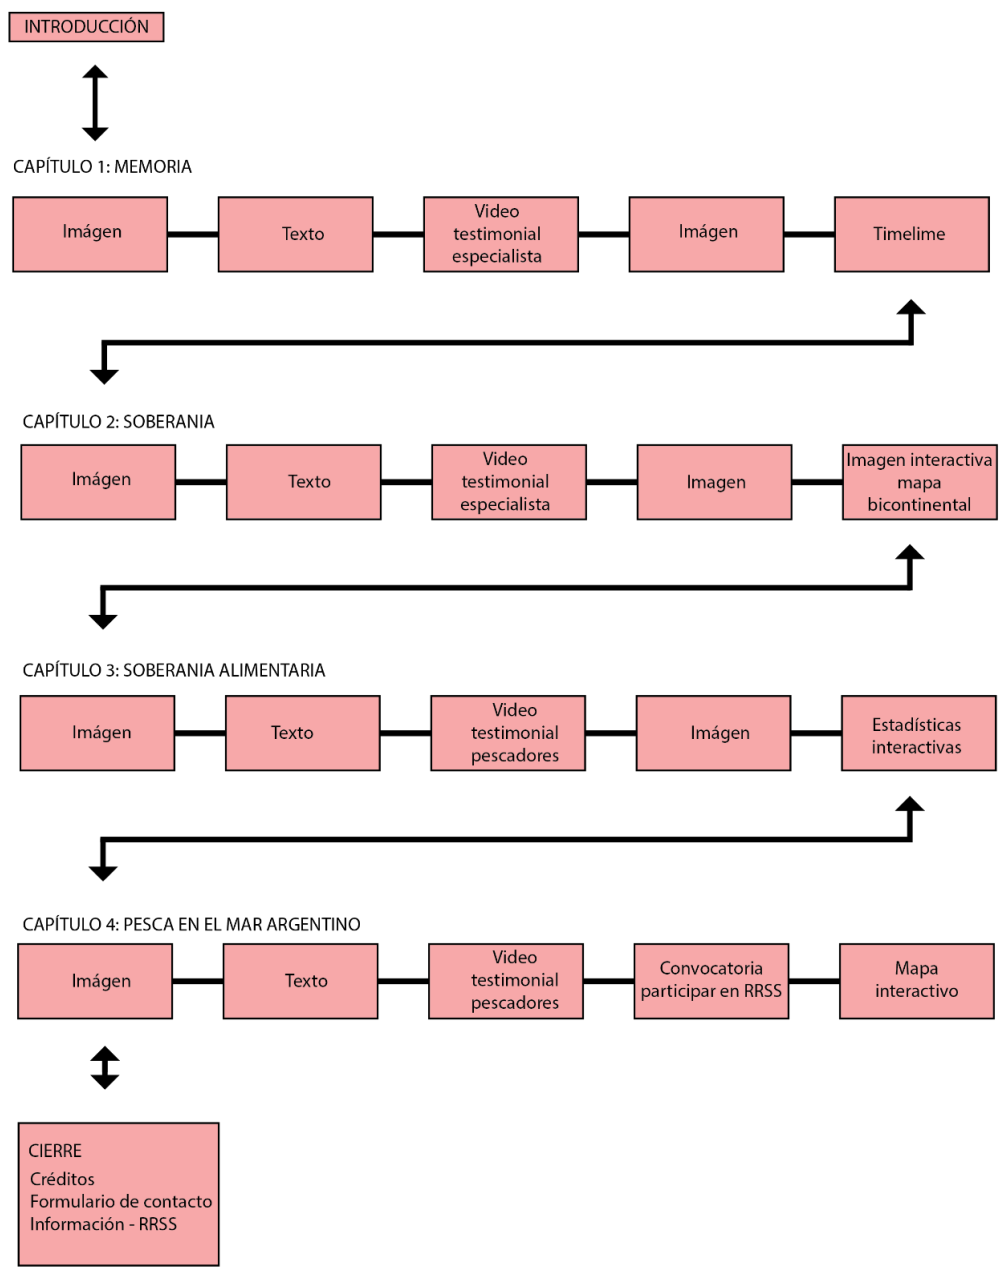 INTRODUCCIÓN
CAPÍTULO 1: MEMORIA
Imágen
Texto
Video
testimonial
especialista
Imágen
Timelime
CAPÍTULO 2: SOBERANIA
Imágen
Texto
Video
testimonial
especialista
Imagen
Imagen interactiva
mapa
bicontinental
CAPÍTULO 3: SOBERANIA ALIMENTARIA
Imágen
Texto
Video
testimonial
pescadores
Imágen
Estadísticas
interactivas
CAPÍTULO 4: PESCA EN EL MAR ARGENTINO
Imágen
Texto
Video
testimonial
pescadores
Convocatoria
participar en RRSS
Mapa
interactivo
CIERRE
Créditos
Formulario de contacto
Información - RRSS